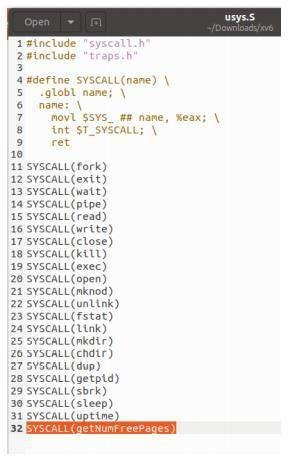 Open
usys.S
~/Downloads/xv6
1 #include "syscall.h"
2 #include "traps.h"
3
4 #define SYSCALL(name) \
5   .globl name; \
6   name: \
7     movl $SYS_ ## name, %eax; \
8     int $T_SYSCALL; \
9     ret
10
11 SYSCALL(fork)
12 SYSCALL(exit)
13 SYSCALL(wait)
14 SYSCALL(pipe)
15 SYSCALL(read)
16 SYSCALL(write)
17 SYSCALL(close)
18 SYSCALL(kill)
19 SYSCALL(exec)
20 SYSCALL(open)
21 SYSCALL(mknod)
22 SYSCALL(unlink)
23 SYSCALL(fstat)
24 SYSCALL(link)
25 SYSCALL(mkdir)
26 SYSCALL(chdir)
27 SYSCALL(dup)
28 SYSCALL(getpid)
29 SYSCALL(sbrk)
30 SYSCALL(sleep)
31 SYSCALL(uptime)
32 SYSCALL(getNumFreePages)